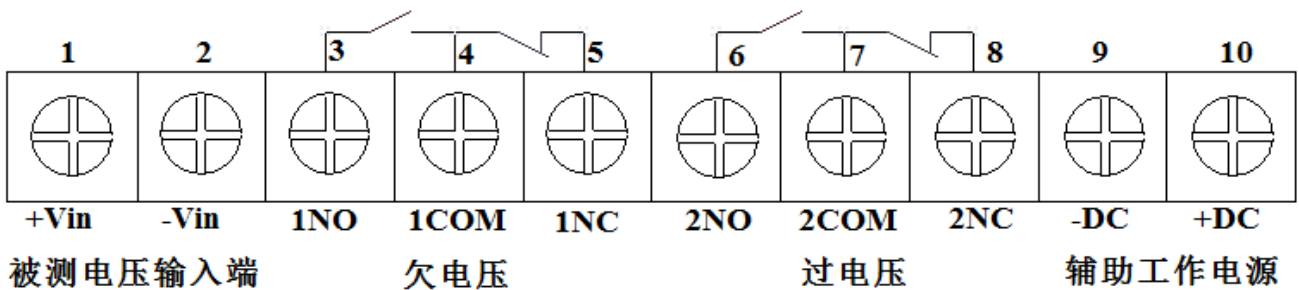 1 2 3 4 5 6 7 8 9 10
+Vin -Vin 1NO 1COM 1NC 2NO 2COM 2NC -DC +DC
被测电压输入端 欠电压 过电压 辅助工作电源